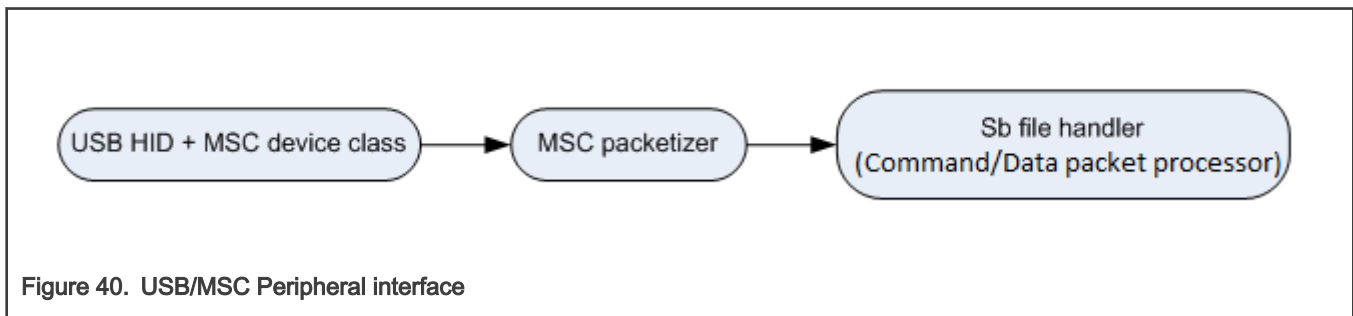 USB HID + MSC device class
MSC packetizer
Sb file handler
(Command/Data packet processor)
Figure 40. USB/MSC Peripheral interface